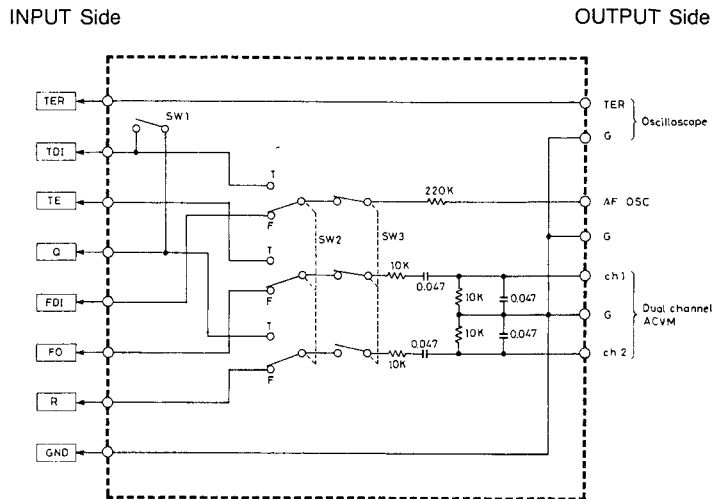 INPUT Side
OUTPUT Side
TER
TDI
TE
Q
FDI
FO
R
GND
SW1
T
F
T
F
T
F
SW2
SW3
220K
10K
0.047
10K
0.047
10K
0.047
0.047
10K
TER
G
Oscilloscope
AF OSC
G
ch1
G
ch 2
Dual channel
ACVM